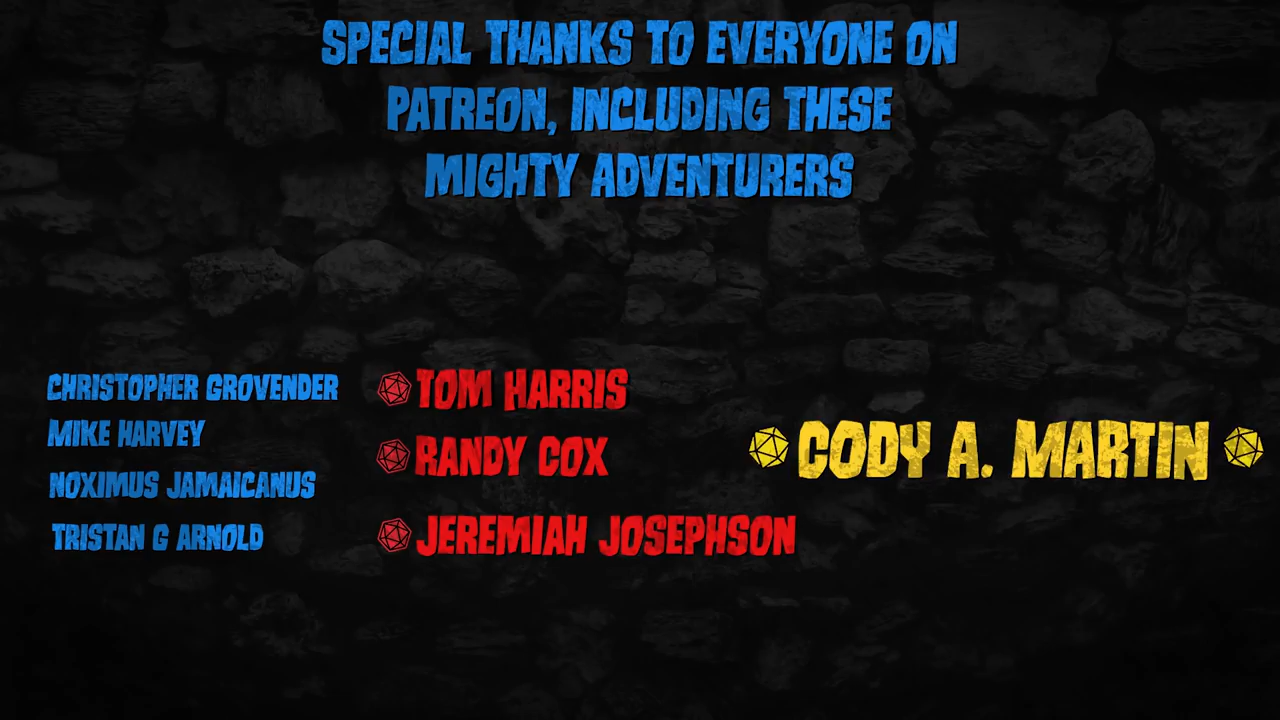 SPECIAL THANKS TO EVERYONE ON
PATREON, INCLUDING THESE
MIGHTY ADVENTURERS
CHRISTOPHER GROVENDER
MIKE HARVEY
NOXIMUS JAMAICANUS
TRISTAN G ARNOLD
TOM HARRIS
RANDY COX
JEREMIAH JOSEPHSON
CODY A. MARTIN